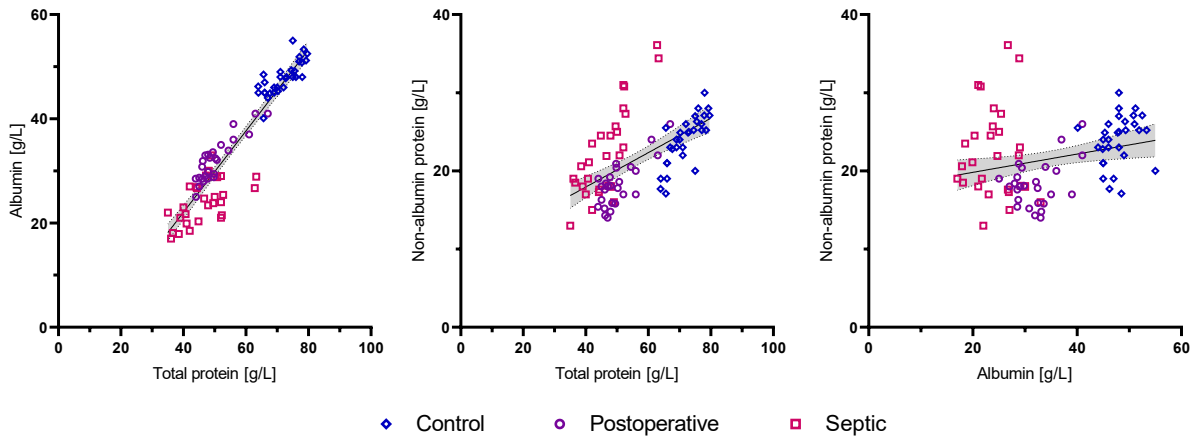 60
40
20
0
Albumin [g/L]
0 20 40 60 80 100
Total protein [g/L]
40
20
0
Non-albumin protein [g/L]
0 20 40 60 80 100
Total protein [g/L]
40
20
0
Non-albumin protein [g/L]
0 20 40 60
Albumin [g/L]
Control Postoperative Septic